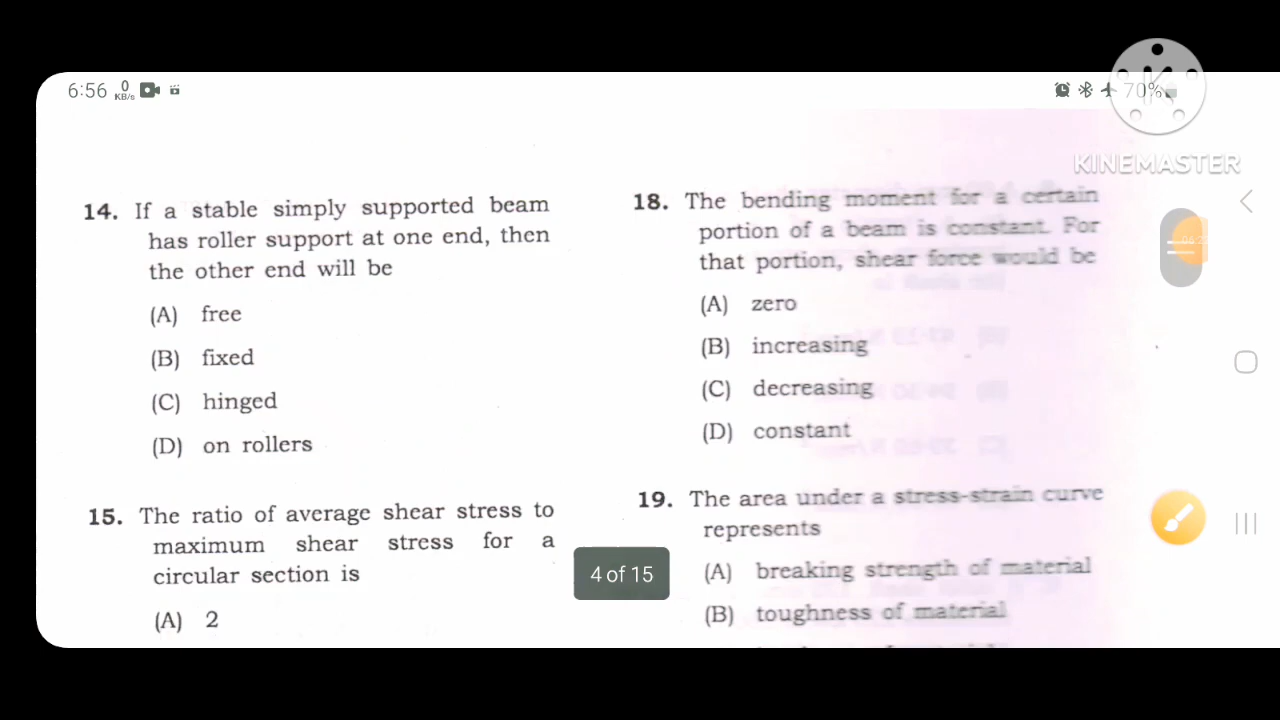 6:56 0 KB/s 70%
KINEMASTER
14. If a stable simply supported beam
has roller support at one end, then
the other end will be
(A) free
(B) fixed
(C) hinged
(D) on rollers
15. The ratio of average shear stress to
maximum shear stress for a
circular section is
(A) 2
4 of 15
18. The bending moment for a certain
portion of a beam is constant. For
that portion, shear force would be
(A) zero
(B) increasing
(C) decreasing
(D) constant
19. The area under a stress-strain curve
represents
(A) breaking strength of material
(B) toughness of material